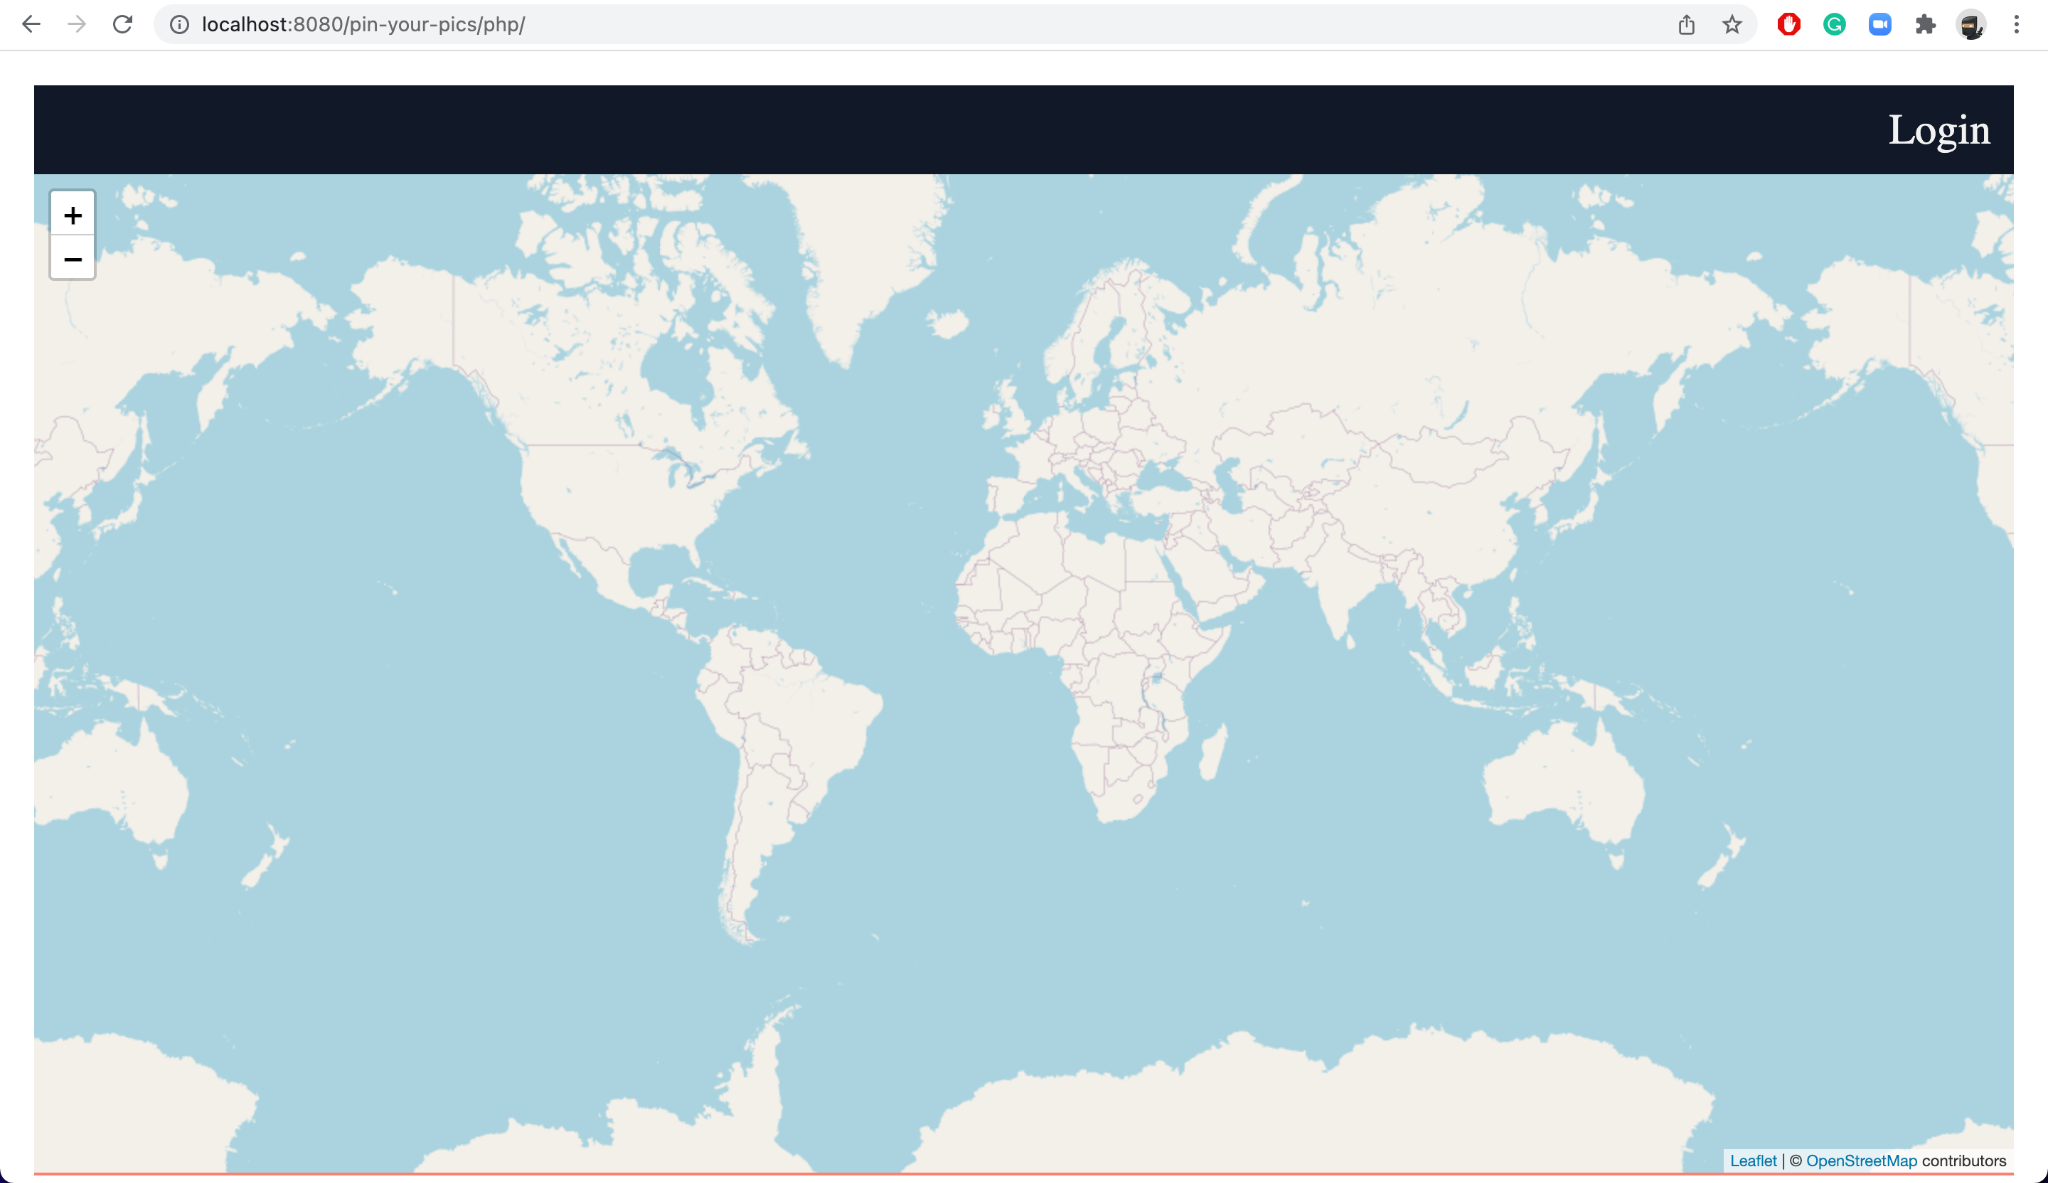 localhost:8080/pin-your-pics/php/
Login
+
−
Leaflet | © OpenStreetMap contributors